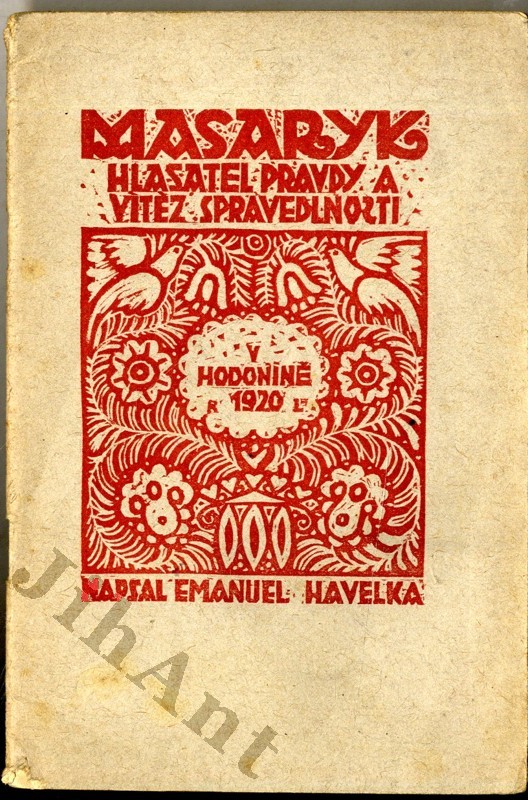 MASARYK
HLASATEL PRAVDY A
VÍTĚZ SPRAVEDLNOSTI
V
HODONÍNĚ
R 1920 L
NAPSAL EMANUEL HAVELKA
JihAnt